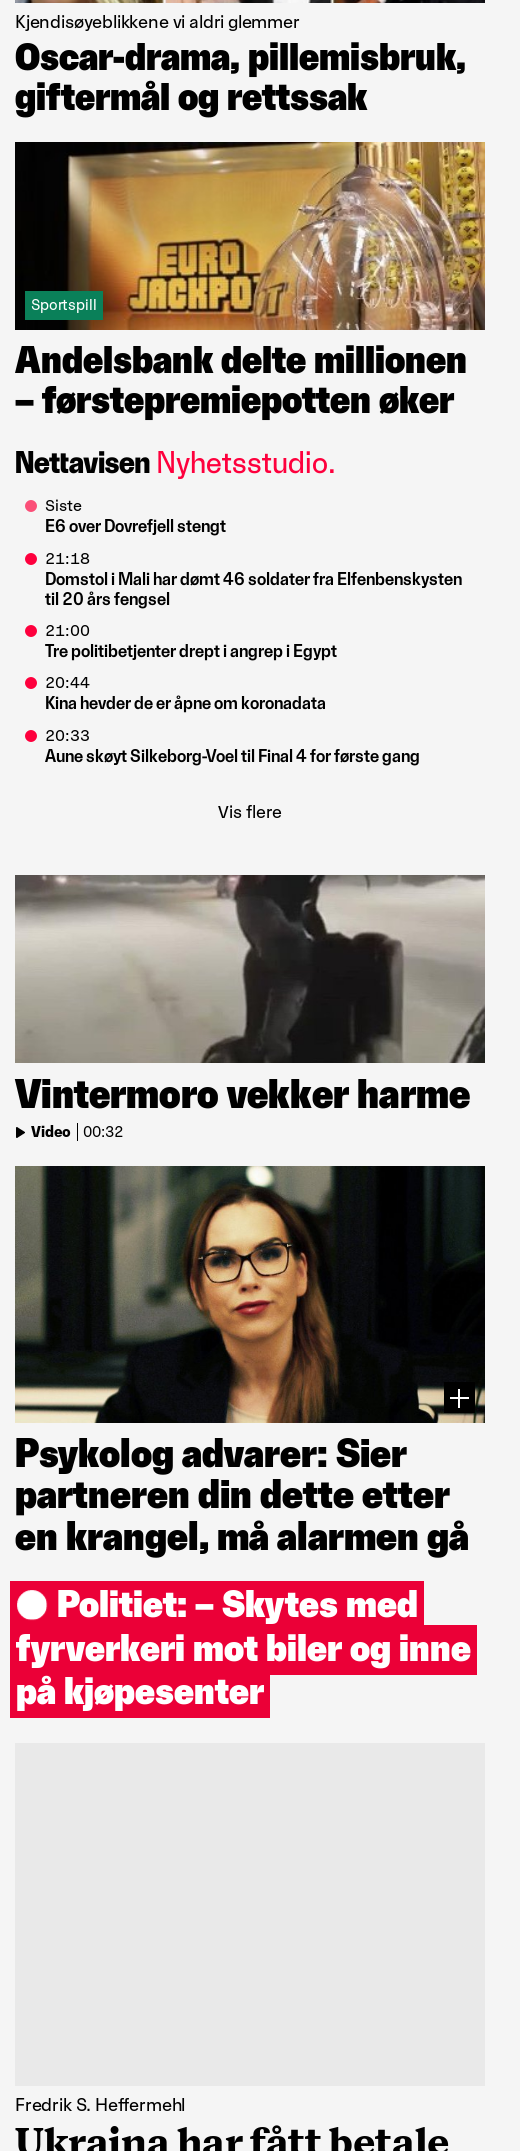 Kjendisøyeblikkene vi aldri glemmer
Oscar-drama, pillemisbruk,
giftermål og rettssak
EURO
JACKPOT
Sportspill
Andelsbank delte millionen
– førstepremiepotten øker
Nettavisen Nyhetsstudio.
Siste
E6 over Dovrefjell stengt
21:18
Domstol i Mali har dømt 46 soldater fra Elfenbenskysten
til 20 års fengsel
21:00
Tre politibetjenter drept i angrep i Egypt
20:44
Kina hevder de er åpne om koronadata
20:33
Aune skøyt Silkeborg-Voel til Final 4 for første gang
Vis flere
Vintermoro vekker harme
Video 00:32
Psykolog advarer: Sier
partneren din dette etter
en krangel, må alarmen gå
Politiet: – Skytes med
fyrverkeri mot biler og inne
på kjøpesenter
Fredrik S. Heffermehl
Ukraina har fått betale